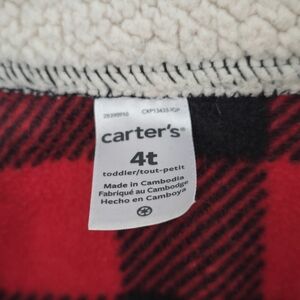 carter's
4t
toddler/tout-petit
Made in Cambodia
Fabriqué au Cambodge
Hecho en Camboya